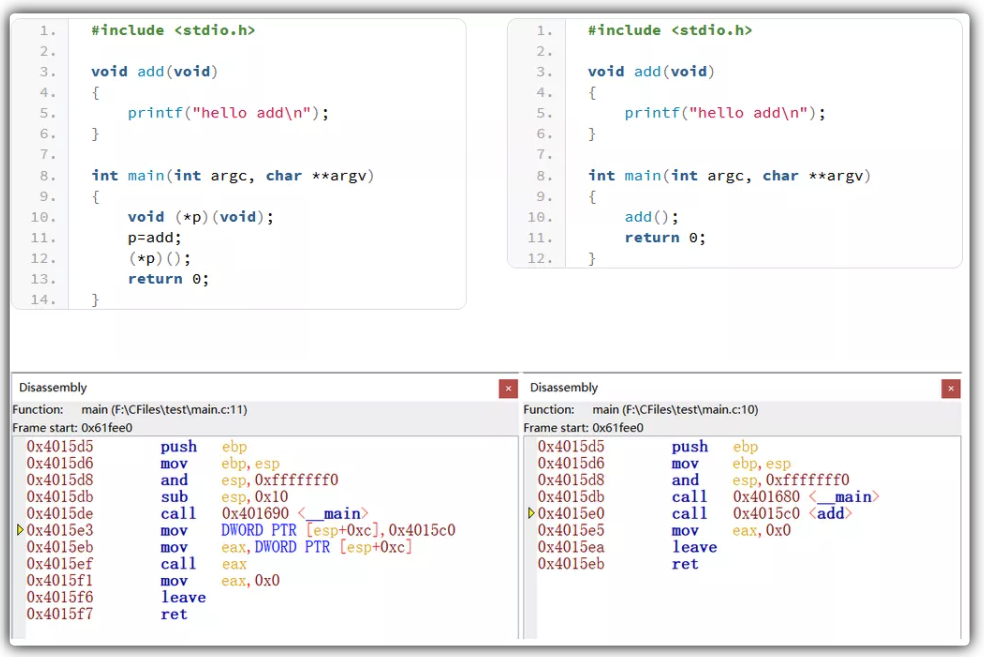 1. #include <stdio.h>
2.
3. void add(void)
4. {
5. printf("hello add\n");
6. }
7.
8. int main(int argc, char **argv)
9. {
10. void (*p)(void);
11. p=add;
12. (*p)();
13. return 0;
14. }
1. #include <stdio.h>
2.
3. void add(void)
4. {
5. printf("hello add\n");
6. }
7.
8. int main(int argc, char **argv)
9. {
10. add();
11. return 0;
12. }
Disassembly
Function: main (F:\CFiles\test\main.c:11)
Frame start: 0x61fee0
0x4015d5 push ebp
0x4015d6 mov ebp,esp
0x4015d8 and esp,0xfffffff0
0x4015db sub esp,0x10
0x4015de call 0x401690 <__main>
0x4015e3 mov DWORD PTR [esp+0xc],0x4015c0
0x4015eb mov eax,DWORD PTR [esp+0xc]
0x4015ef call eax
0x4015f1 mov eax,0x0
0x4015f6 leave
0x4015f7 ret
Disassembly
Function: main (F:\CFiles\test\main.c:10)
Frame start: 0x61fee0
0x4015d5 push ebp
0x4015d6 mov ebp,esp
0x4015d8 and esp,0xfffffff0
0x4015db call 0x401680 <__main>
0x4015e0 call 0x4015c0 <add>
0x4015e5 mov eax,0x0
0x4015ea leave
0x4015eb ret